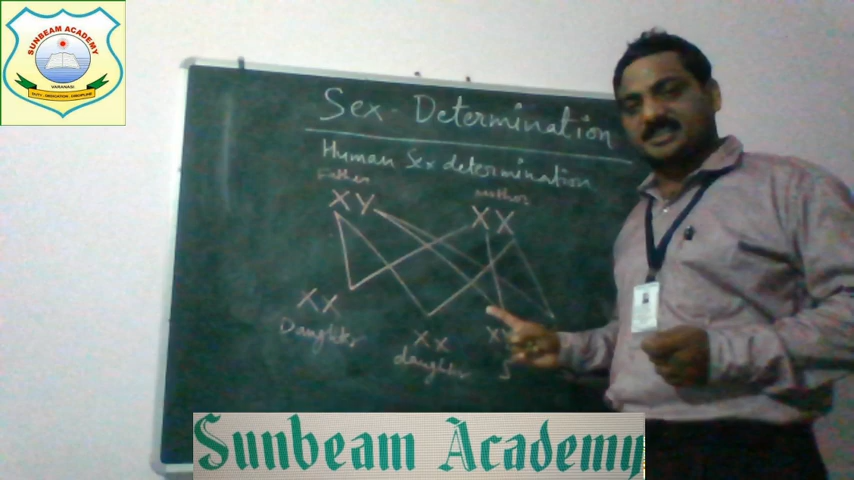 SUNBEAM ACADEMY
VARANASI
Sex-Determination
Human Sex determination
Father
Mother
XY
XX
XX
Daughter
XX
daughter
Sunbeam Academy